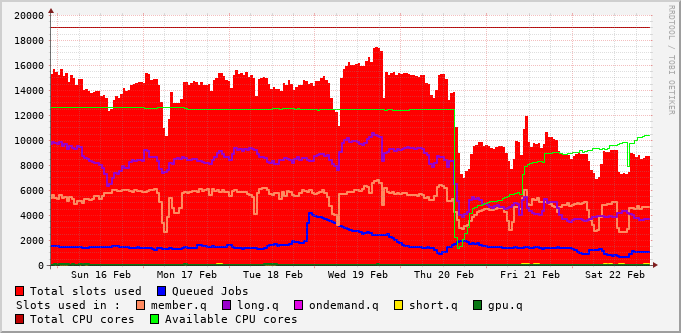 20000
18000
16000
14000
12000
10000
8000
6000
4000
2000
0
Sun 16 Feb Mon 17 Feb Tue 18 Feb Wed 19 Feb Thu 20 Feb Fri 21 Feb Sat 22 Feb
Total slots used Queued Jobs
Slots used in : member.q long.q ondemand.q short.q gpu.q
Total CPU cores Available CPU cores
RRDTOOL / TOBI OETIKER